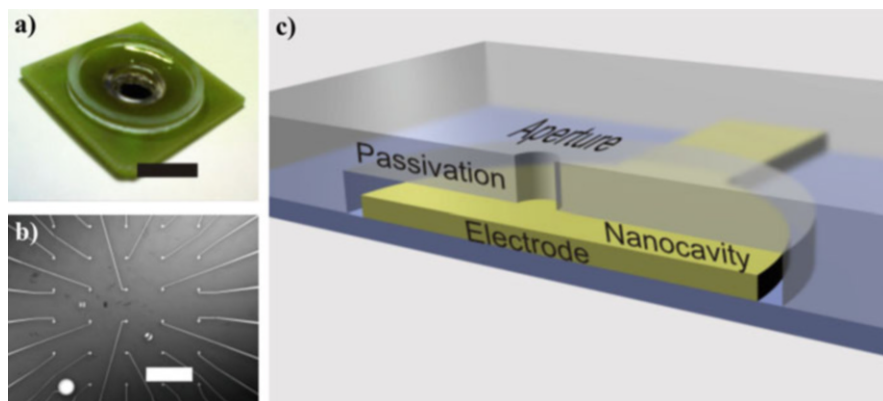 a)
b)
c)
Aperture
Passivation
Nanocavity
Electrode